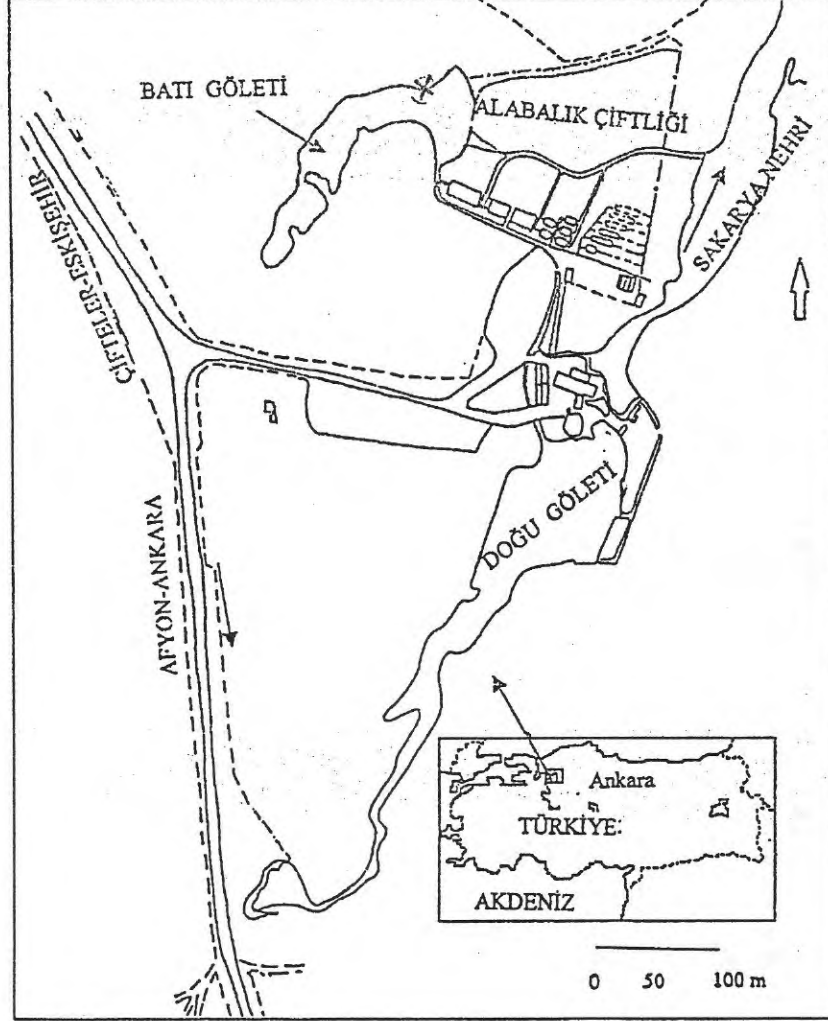 BATI GÖLETİ
ALABALIK ÇİFTLİĞİ
SAKARYA NEHRİ
ÇİFTELER-ESKİŞEHİR
AFYON-ANKARA
DOĞU GÖLETİ
Ankara
TÜRKİYE
AKDENİZ
0 50 100 m